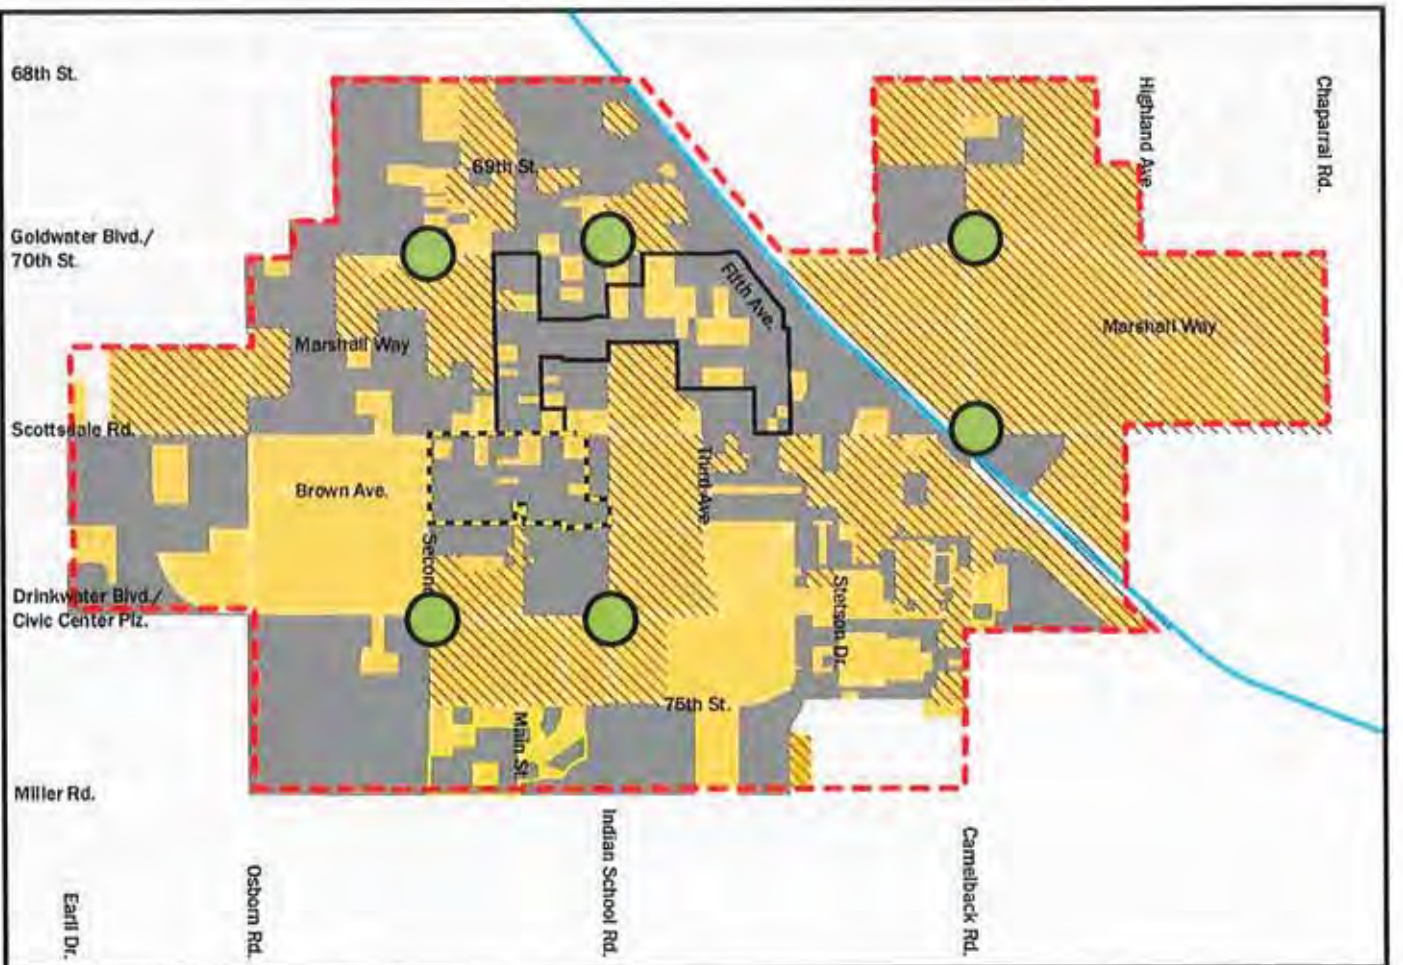 68th St.
Highland Ave.
Chaparral Rd.
69th St.
Goldwater Blvd./
70th St.
Fifth Ave.
Marshall Way
Marshall Way
Scottsdale Rd.
Third Ave.
Brown Ave.
Second
Drinkwater Blvd./
Civic Center Plz.
Stetson Dr.
75th St.
Main St.
Miller Rd.
Indian School Rd.
Camelback Rd.
Osborn Rd.
Earll Dr.